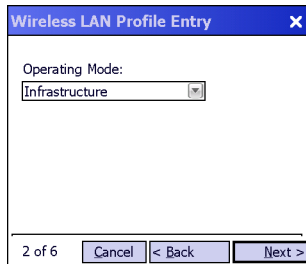 Wireless LAN Profile Entry
Operating Mode:
Infrastructure
2 of 6 Cancel < Back Next >